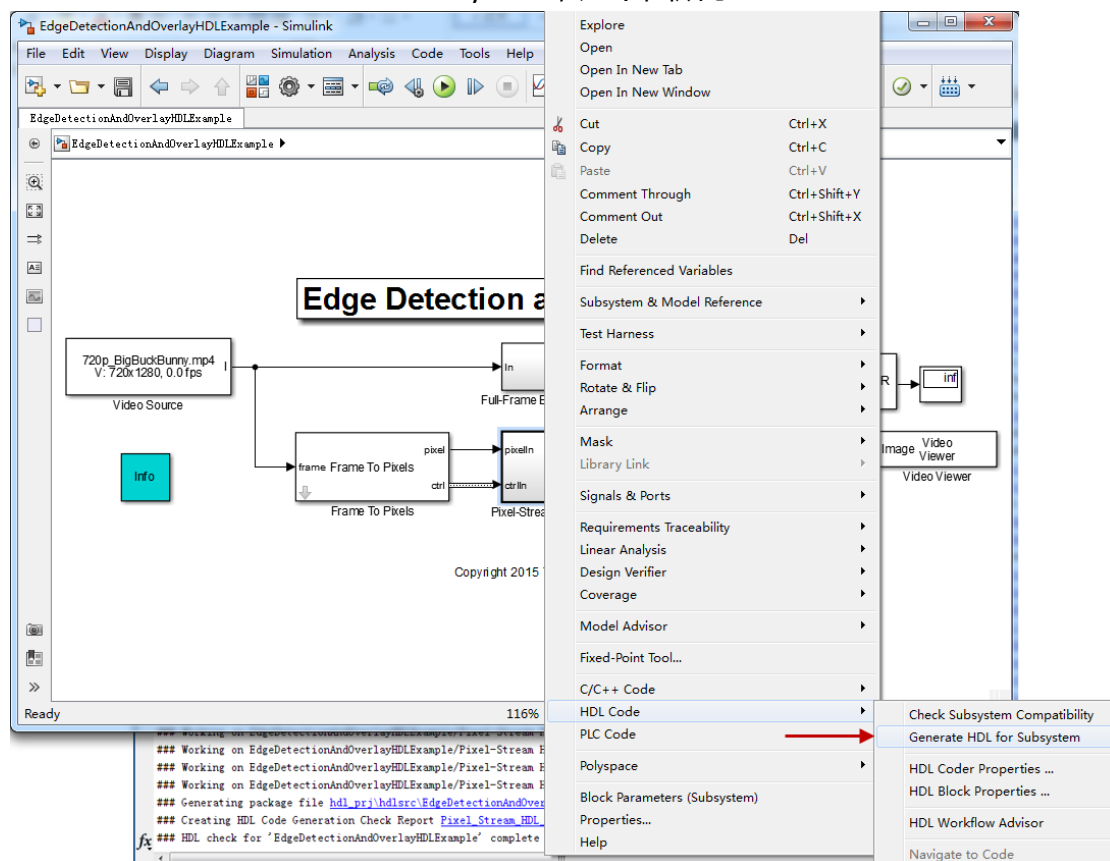 EdgeDetectionAndOverlayHDLExample - Simulink
File Edit View Display Diagram Simulation Analysis Code Tools Help
EdgeDetectionAndOverlayHDLExample
EdgeDetectionAndOverlayHDLExample
Edge Detection a
720p_BigBuckBunny.mp4
V: 720x1280, 0.0 fps
I
Video Source
In
Full-Frame B
R
inf
Info
frame
Frame To Pixels
pixel
ctrl
Frame To Pixels
pixelIn
ctrlIn
Pixel-Strea
Image
Video
Viewer
Video Viewer
Copyright 2015
Ready
116%
Explore
Open
Open In New Tab
Open In New Window
Cut Ctrl+X
Copy Ctrl+C
Paste Ctrl+V
Comment Through Ctrl+Shift+Y
Comment Out Ctrl+Shift+X
Delete Del
Find Referenced Variables
Subsystem & Model Reference
Test Harness
Format
Rotate & Flip
Arrange
Mask
Library Link
Signals & Ports
Requirements Traceability
Linear Analysis
Design Verifier
Coverage
Model Advisor
Fixed-Point Tool...
C/C++ Code
HDL Code
PLC Code
Polyspace
Block Parameters (Subsystem)
Properties...
Help
Check Subsystem Compatibility
Generate HDL for Subsystem
HDL Coder Properties ...
HDL Block Properties ...
HDL Workflow Advisor
Navigate to Code
### Working on EdgeDetectionAndOverlayHDLExample/Pixel-Stream H
### Working on EdgeDetectionAndOverlayHDLExample/Pixel-Stream H
### Working on EdgeDetectionAndOverlayHDLExample/Pixel-Stream H
### Working on EdgeDetectionAndOverlayHDLExample/Pixel-Stream H
### Generating package file hdl_prj\hdlsrc\EdgeDetectionAndOver
### Creating HDL Code Generation Check Report Pixel_Stream_HDL_
fx ### HDL check for 'EdgeDetectionAndOverlayHDLExample' complete